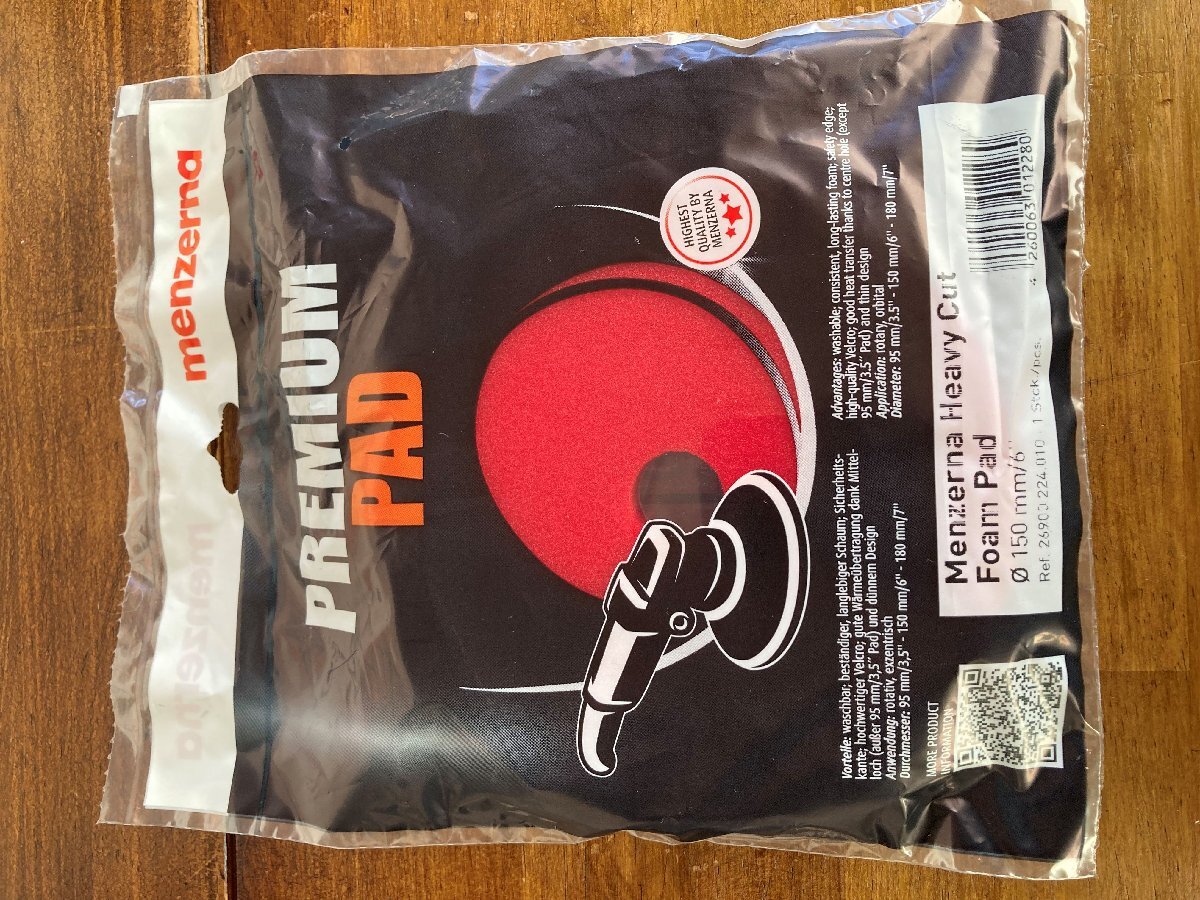 menzerna
PREMIUM
PAD
HIGHEST
QUALITY BY
MENZERNA
Vorteile: waschbar; beständiger, langlebiger Schaum; Sicherheits-
kante; hochwertiger Velcro; gute Wärmeübertragung dank Mittel-
loch (außer 95 mm/3,5" Pad) und dünnem Design
Anwendung: rotativ, exzentrisch
Durchmesser: 95 mm/3,5" - 150 mm/6" - 180 mm/7"
Advantages: washable; consistent, long-lasting foam; safety edge;
high-quality Velcro; good heat transfer thanks to centre hole (except
95 mm/3.5" Pad) and thin design
Application: rotary, orbital
Diameter: 95 mm/3.5" - 150 mm/6" - 180 mm/7"
MORE PRODUCT
INFORMATION
Menzerna Heavy Cut
Foam Pad
Ø 150 mm/6"
Ref. 26900.224.010 - 1 Stck./pcs.
4 260063 012280
menzerna